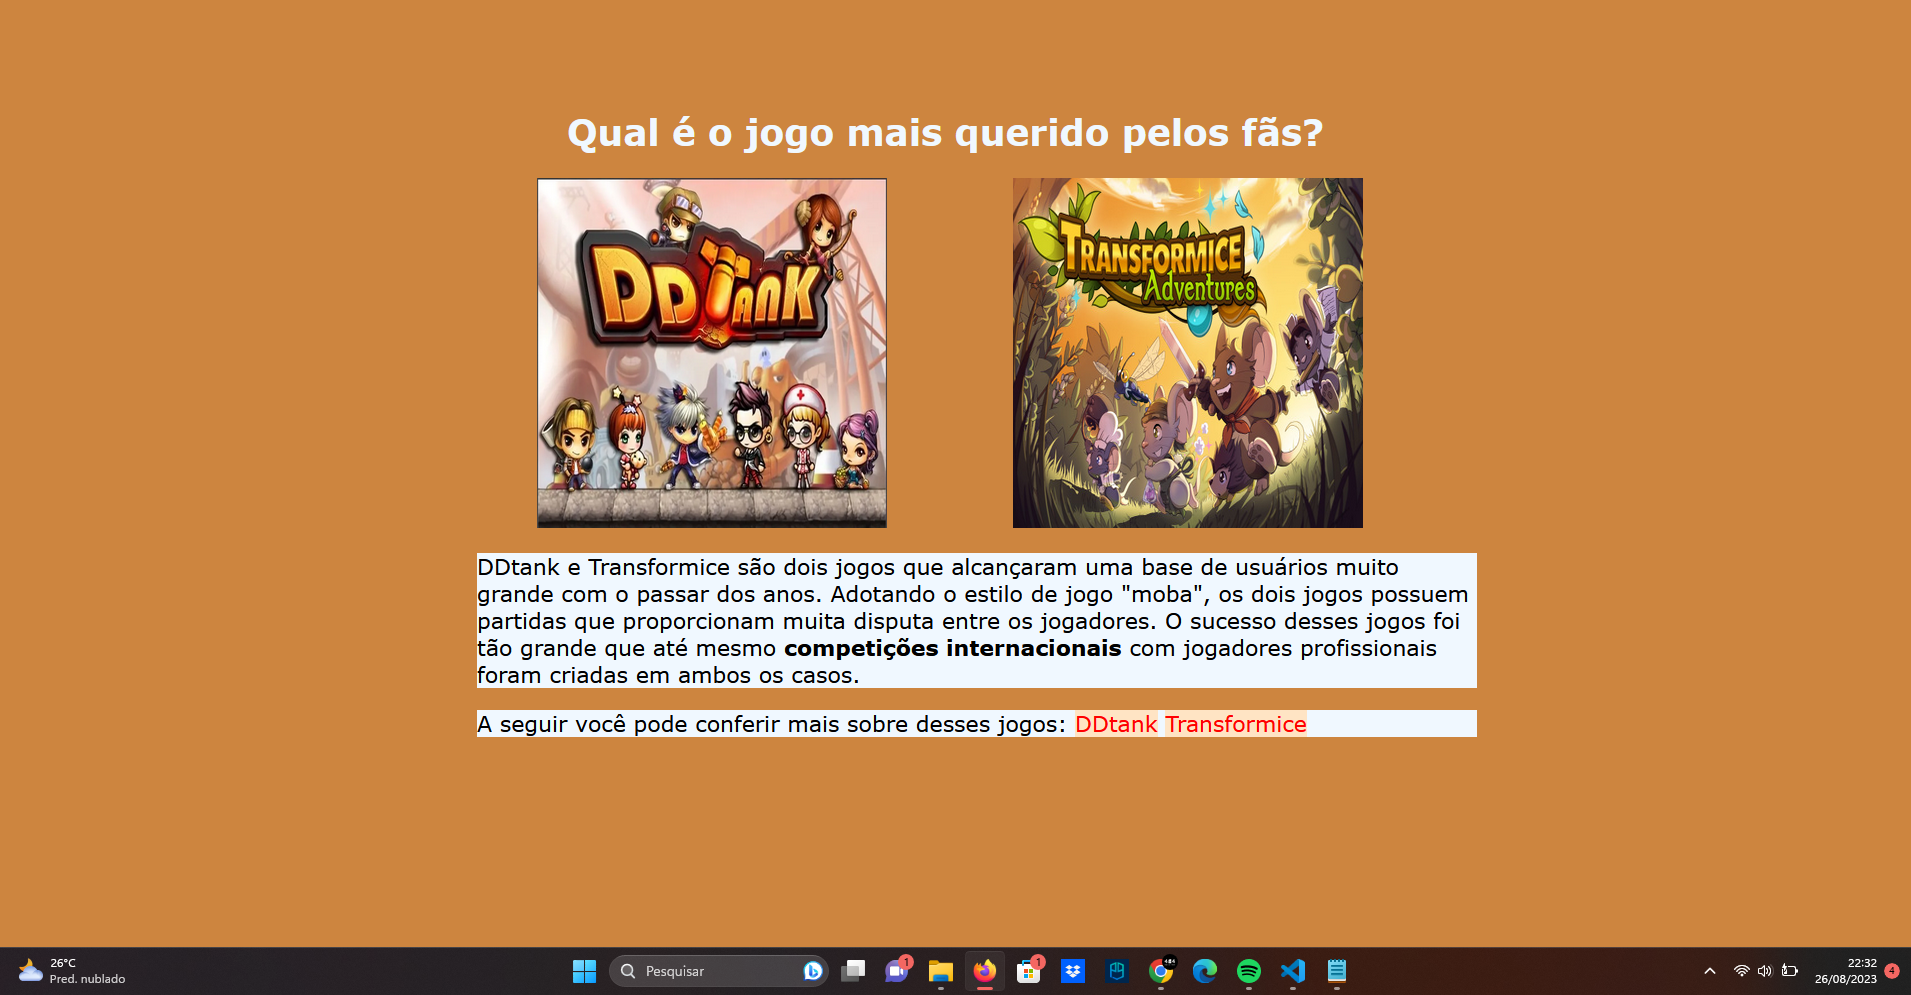 Qual é o jogo mais querido pelos fãs?
DDTank
TRANSFORMICE
Adventures
DDtank e Transformice são dois jogos que alcançaram uma base de usuários muito
grande com o passar dos anos. Adotando o estilo de jogo "moba", os dois jogos possuem
partidas que proporcionam muita disputa entre os jogadores. O sucesso desses jogos foi
tão grande que até mesmo competições internacionais com jogadores profissionais
foram criadas em ambos os casos.
A seguir você pode conferir mais sobre desses jogos: DDtank Transformice
26°C
Pred. nublado
Pesquisar
1
1
22:32
26/08/2023
4